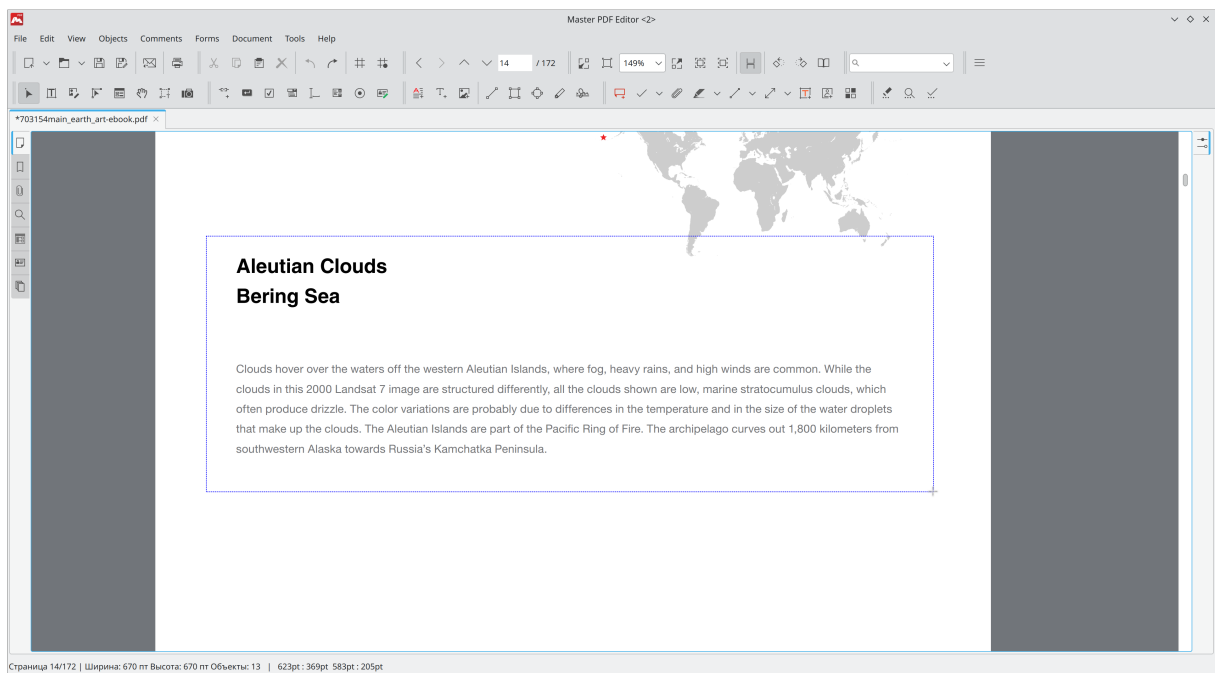 Master PDF Editor <2>
File Edit View Objects Comments Forms Document Tools Help
14 / 172 149%
*703154main_earth_art-ebook.pdf
Aleutian Clouds
Bering Sea
Clouds hover over the waters off the western Aleutian Islands, where fog, heavy rains, and high winds are common. While the
clouds in this 2000 Landsat 7 image are structured differently, all the clouds shown are low, marine stratocumulus clouds, which
often produce drizzle. The color variations are probably due to differences in the temperature and in the size of the water droplets
that make up the clouds. The Aleutian Islands are part of the Pacific Ring of Fire. The archipelago curves out 1,800 kilometers from
southwestern Alaska towards Russia's Kamchatka Peninsula.
Страница 14/172 | Ширина: 670 пт Высота: 670 пт Объекты: 13 | 623pt : 369pt 583pt : 205pt